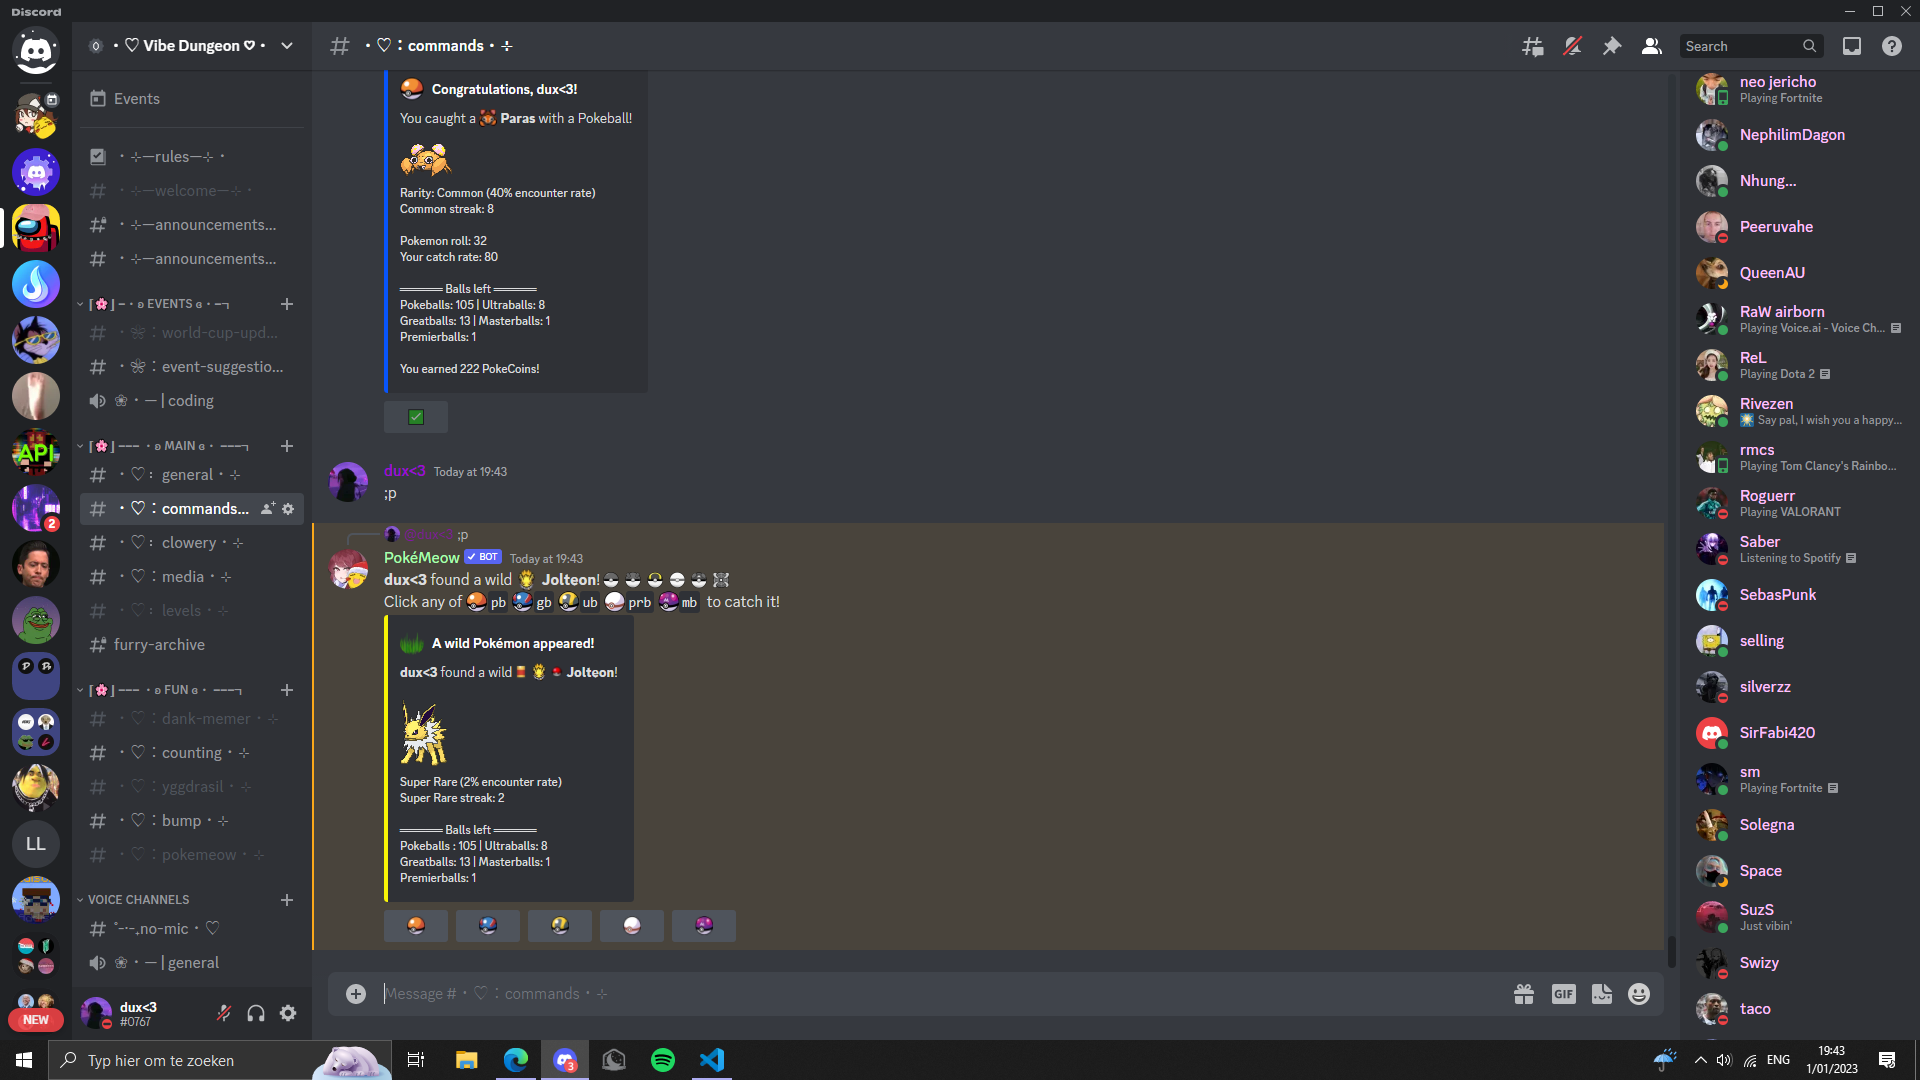 Discord
・♡ Vibe Dungeon ♡・
Events
・⊹—rules—⊹・
・⊹—welcome—⊹・
・⊹—announcements...
・⊹—announcements...
[🌸] ─・ʚ EVENTS ɞ・─┐
・❀：world-cup-upd...
・❀：event-suggestio...
❀・— | coding
[🌸] ─── ・ʚ MAIN ɞ・ ───┐
・♡：general・⊹
・♡：commands...
・♡：clowery・⊹
・♡：media・⊹
・♡：levels・⊹
furry-archive
[🌸] ─── ・ʚ FUN ɞ・ ───┐
・♡：dank-memer・⊹
・♡：counting・⊹
・♡：yggdrasil・⊹
・♡：bump・⊹
・♡：pokemeow・⊹
VOICE CHANNELS
no-mic・♡
❀・— | general
API
2
LL
NEW
dux<3
#0767
・♡：commands・⊹
Search
Congratulations, dux<3!
You caught a Paras with a Pokeball!
Rarity: Common (40% encounter rate)
Common streak: 8
Pokemon roll: 32
Your catch rate: 80
══════ Balls left ══════
Pokeballs: 105 | Ultraballs: 8
Greatballs: 13 | Masterballs: 1
Premierballs: 1
You earned 222 PokeCoins!
dux<3 Today at 19:43
;p
@dux<3 ;p
PokéMeow ✓ BOT Today at 19:43
dux<3 found a wild Jolteon!
Click any of pb gb ub prb mb to catch it!
A wild Pokémon appeared!
dux<3 found a wild Jolteon!
Super Rare (2% encounter rate)
Super Rare streak: 2
══════ Balls left ══════
Pokeballs : 105 | Ultraballs: 8
Greatballs: 13 | Masterballs: 1
Premierballs: 1
Message #・♡：commands・⊹
GIF
neo jericho
Playing Fortnite
NephilimDagon
Nhung...
Peeruvahe
QueenAU
RaW airborn
Playing Voice.ai - Voice Ch...
ReL
Playing Dota 2
Rivezen
Say pal, I wish you a happy...
rmcs
Playing Tom Clancy's Rainbo...
Roguerr
Playing VALORANT
Saber
Listening to Spotify
SebasPunk
selling
silverzz
SirFabi420
sm
Playing Fortnite
Solegna
Space
SuzS
Just vibin'
Swizy
taco
Typ hier om te zoeken
3
ENG
19:43
1/01/2023